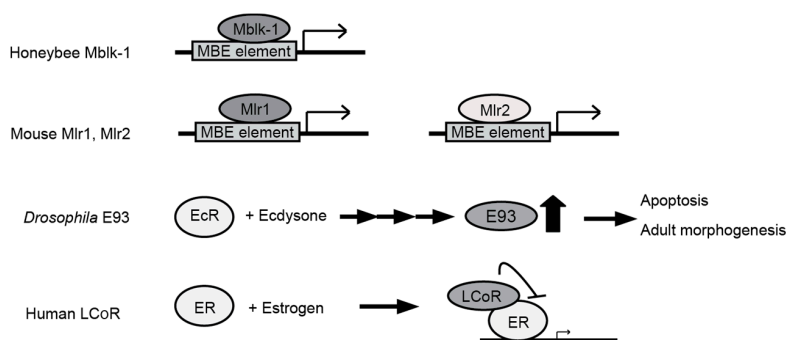 Mblk-1
Honeybee Mblk-1
MBE element
Mlr1
Mlr2
Mouse Mlr1, Mlr2
MBE element
MBE element
Drosophila E93
EcR
+ Ecdysone
E93
Apoptosis
Adult morphogenesis
Human LCoR
ER
+ Estrogen
LCoR
ER